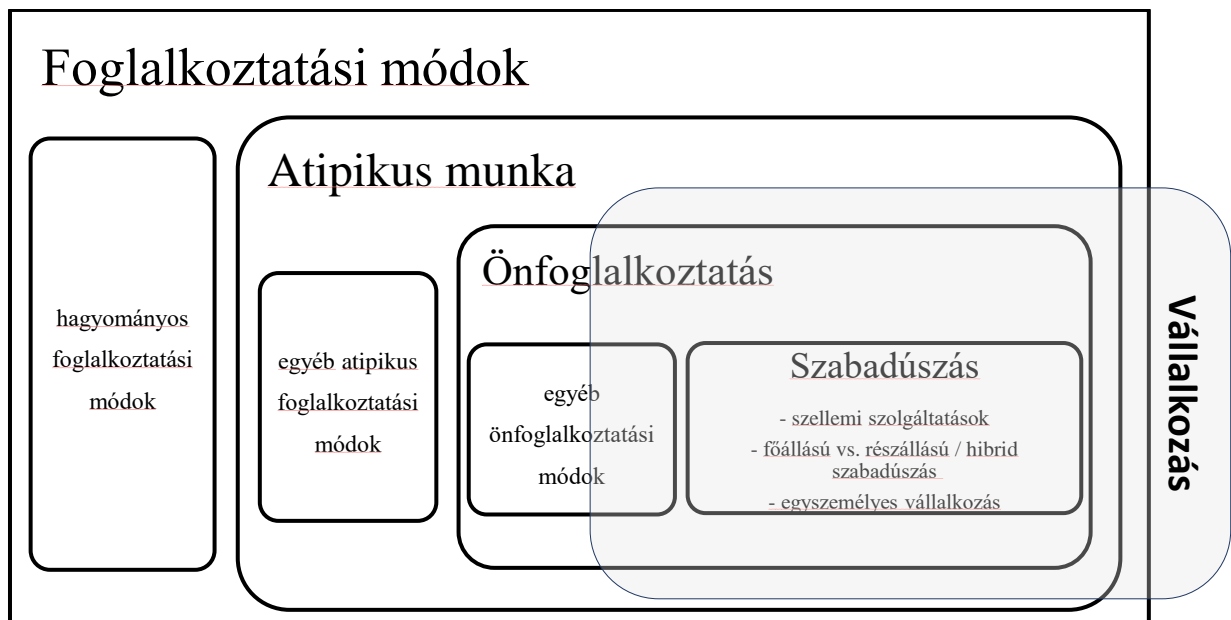 Foglalkoztatási módok
Atipikus munka
Önfoglalkoztatás
hagyományos
foglalkoztatási
módok
egyéb atipikus
foglalkoztatási
módok
egyéb
önfoglalkoztatási
módok
Szabadúszás
- szellemi szolgáltatások
- főállású vs. részállású / hibrid
szabadúszás
- egyszemélyes vállalkozás
Vállalkozás